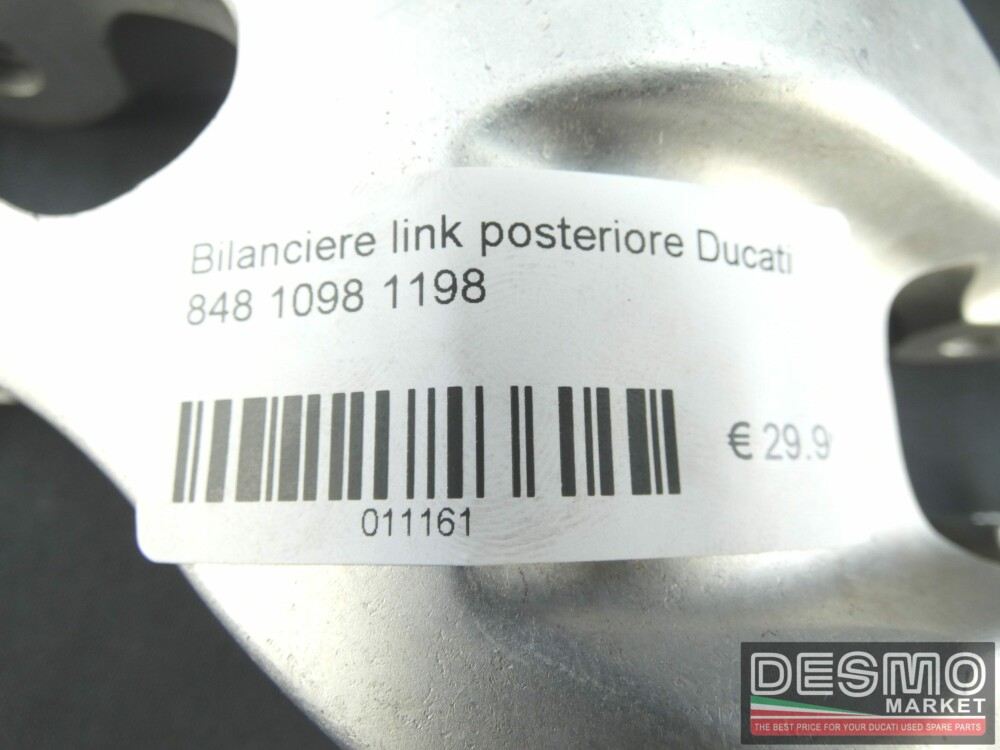 Bilanciere link posteriore Ducati
848 1098 1198
€ 29.9
011161
DESMO
MARKET
THE BEST PRICE FOR YOUR DUCATI USED SPARE PARTS